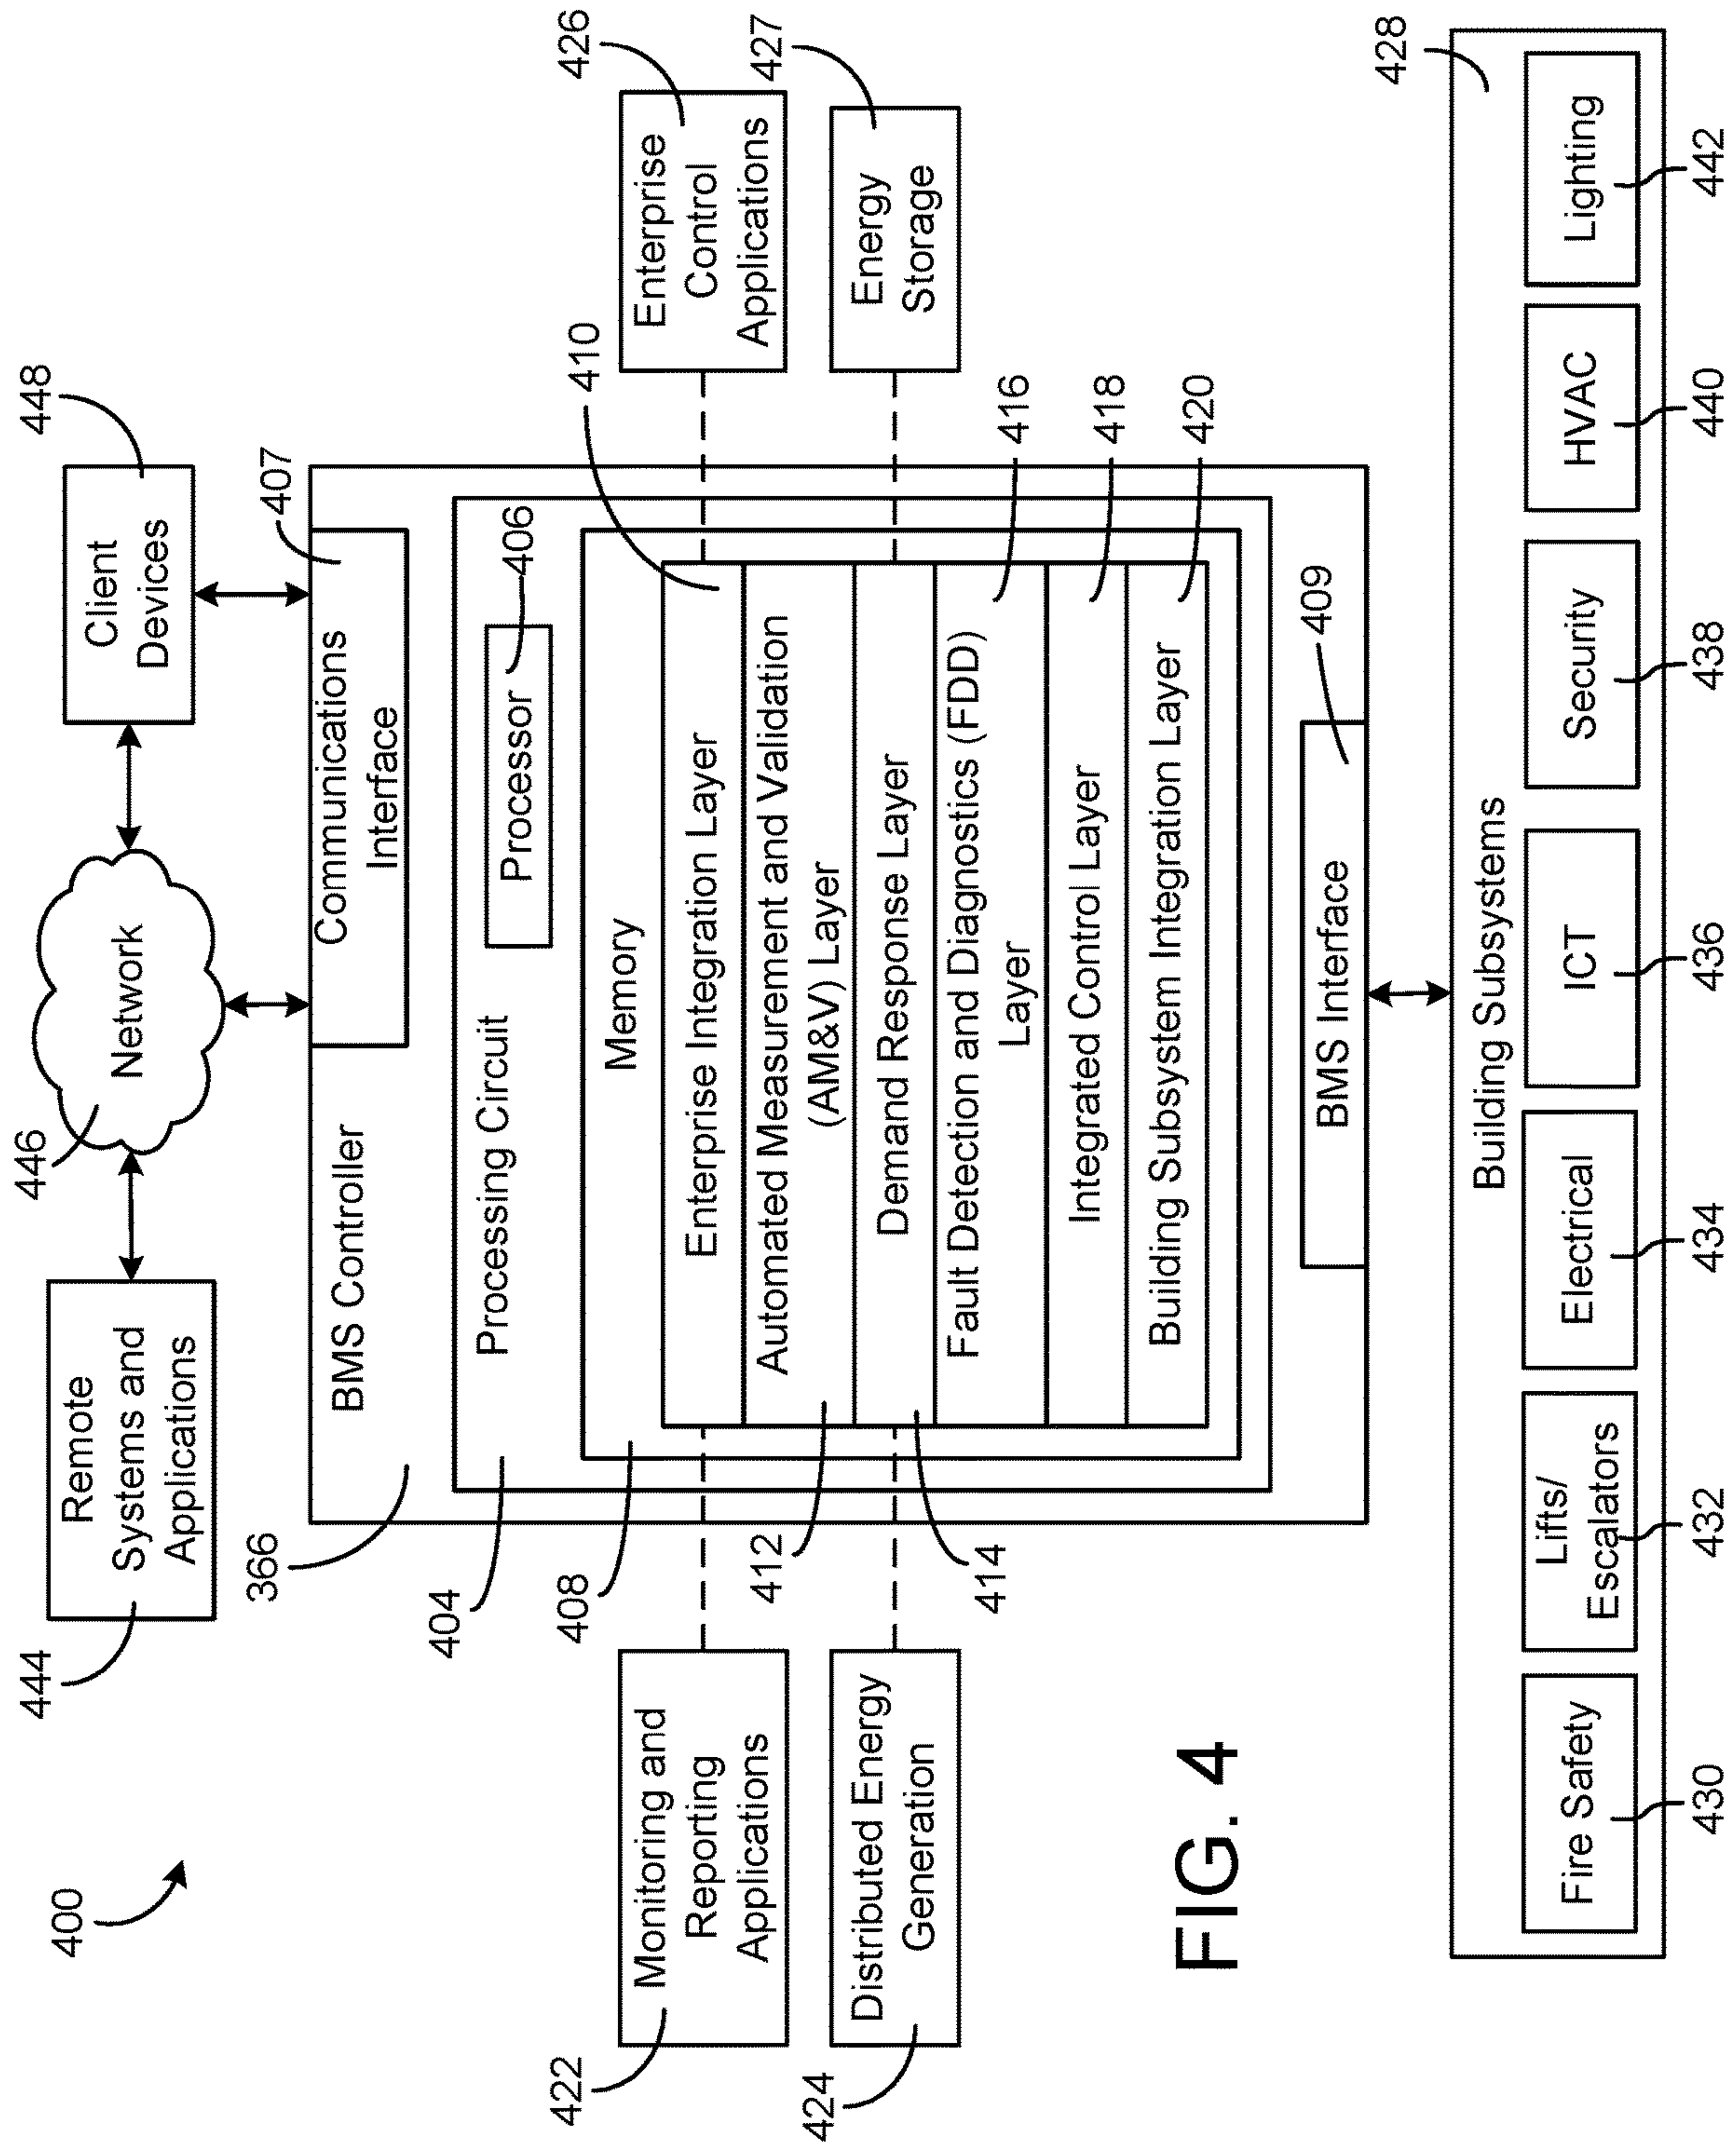 400
444
Remote
Systems and
Applications
446
Network
Client
Devices
448
366
BMS Controller
Communications
Interface
407
404
Processing Circuit
Processor
406
408
Memory
410
Enterprise Integration Layer
Automated Measurement and Validation
(AM&V) Layer
412
Demand Response Layer
414
Fault Detection and Diagnostics (FDD)
Layer
416
Integrated Control Layer
418
Building Subsystem Integration Layer
420
422
Monitoring and
Reporting
Applications
424
Distributed Energy
Generation
Enterprise
Control
Applications
426
Energy
Storage
427
BMS Interface
409
FIG. 4
Building Subsystems
428
Fire Safety
Lifts/
Escalators
Electrical
ICT
Security
HVAC
Lighting
430
432
434
436
438
440
442